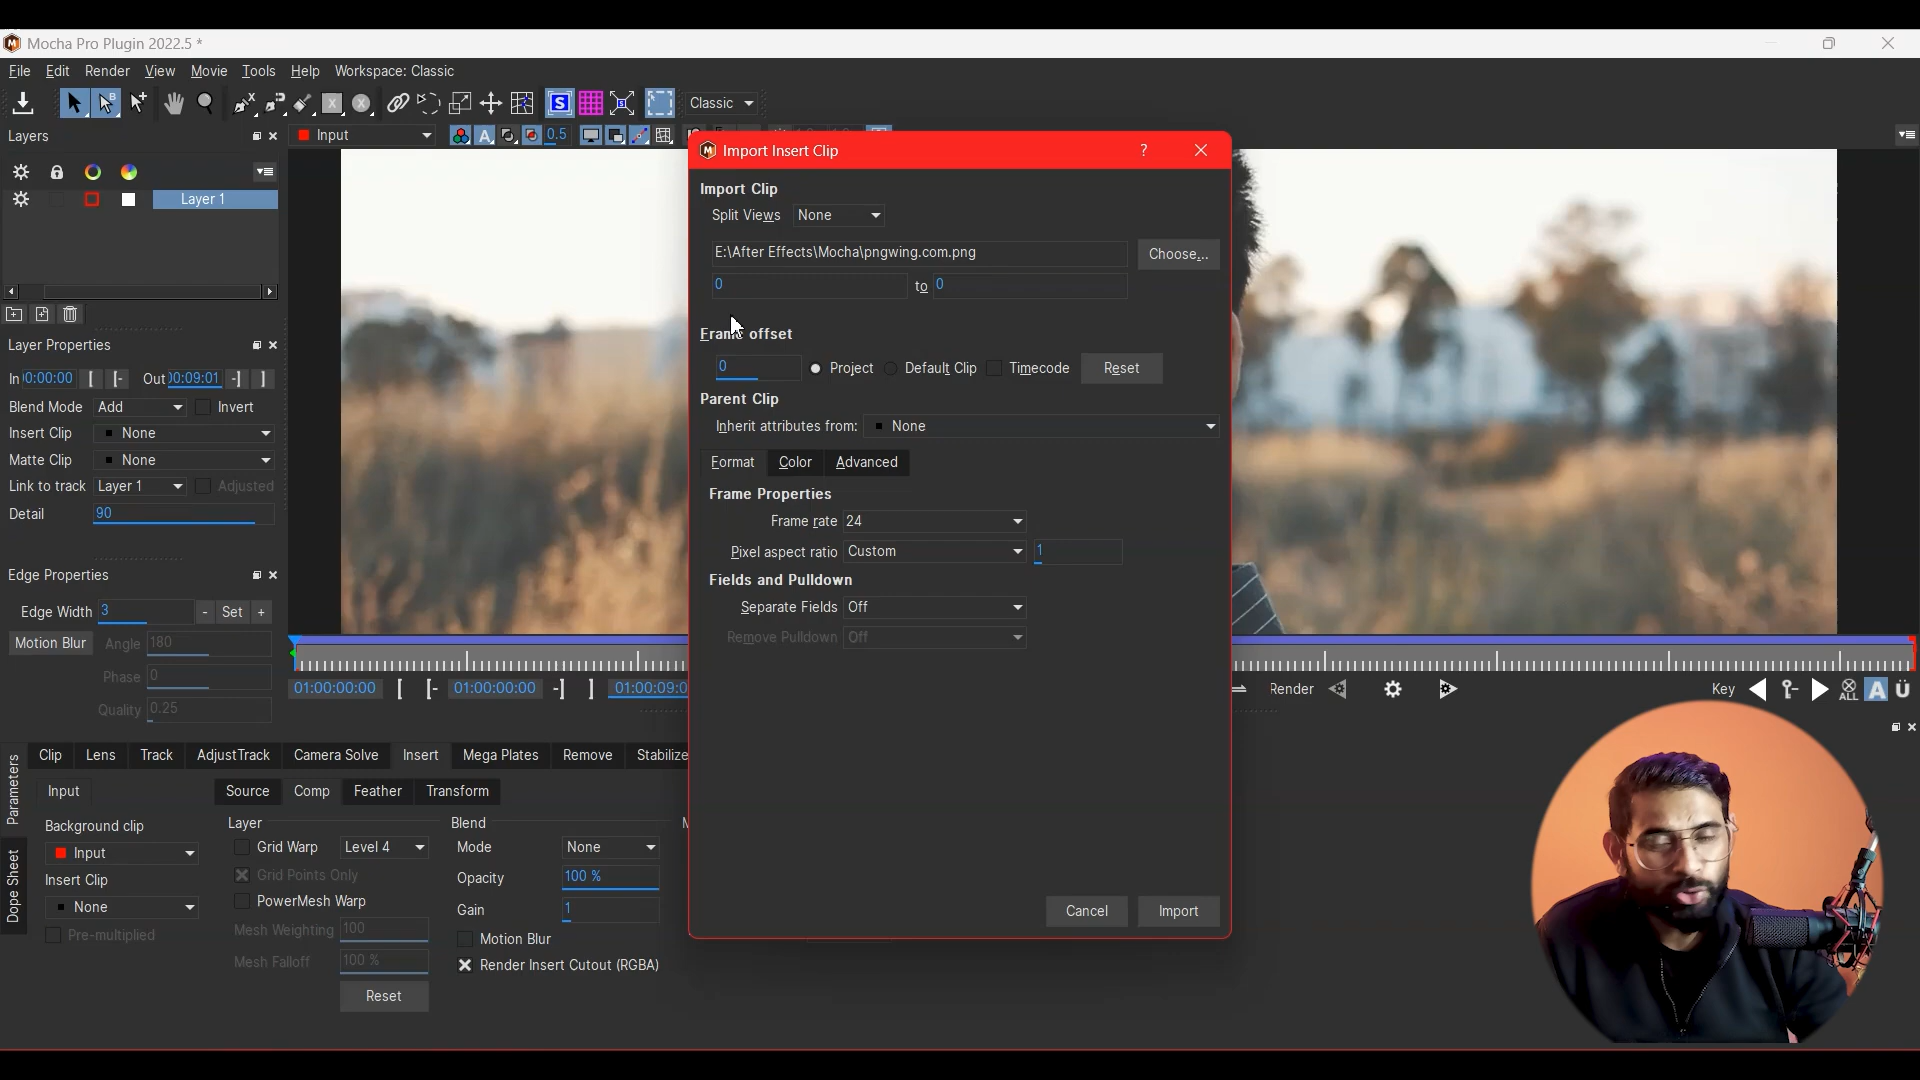 Mocha Pro Plugin 2022.5 *
File Edit Render View Movie Tools Help Workspace: Classic
Classic
Layers
Input
0.5
Layer 1
Layer Properties
In 0:00:00 Out 0:09:01
Blend Mode Add Invert
Insert Clip None
Matte Clip None
Link to track Layer 1 Adjusted
Detail 90
Edge Properties
Edge Width 3 - Set +
Motion Blur Angle 180
Phase 0
Quality 0.25
Import Insert Clip
Import Clip
Split Views None
E:\After Effects\Mocha\pngwing.com.png Choose...
0 to 0
Frame offset
0 Project Default Clip Timecode Reset
Parent Clip
Inherit attributes from: None
Format Color Advanced
Frame Properties
Frame rate 24
Pixel aspect ratio Custom 1
Fields and Pulldown
Separate Fields Off
Remove Pulldown Off
Cancel Import
01:00:00:00 01:00:00:00 01:00:09:0
Render Key ALL A Ü
Parameters
Dope Sheet
Clip Lens Track AdjustTrack Camera Solve Insert Mega Plates Remove Stabilize
Input
Source Comp Feather Transform
Background clip
Input
Insert Clip
None
Pre-multiplied
Layer
Grid Warp Level 4
Grid Points Only
PowerMesh Warp
Mesh Weighting 100
Mesh Falloff 100 %
Reset
Blend
Mode None
Opacity 100 %
Gain 1
Motion Blur
Render Insert Cutout (RGBA)